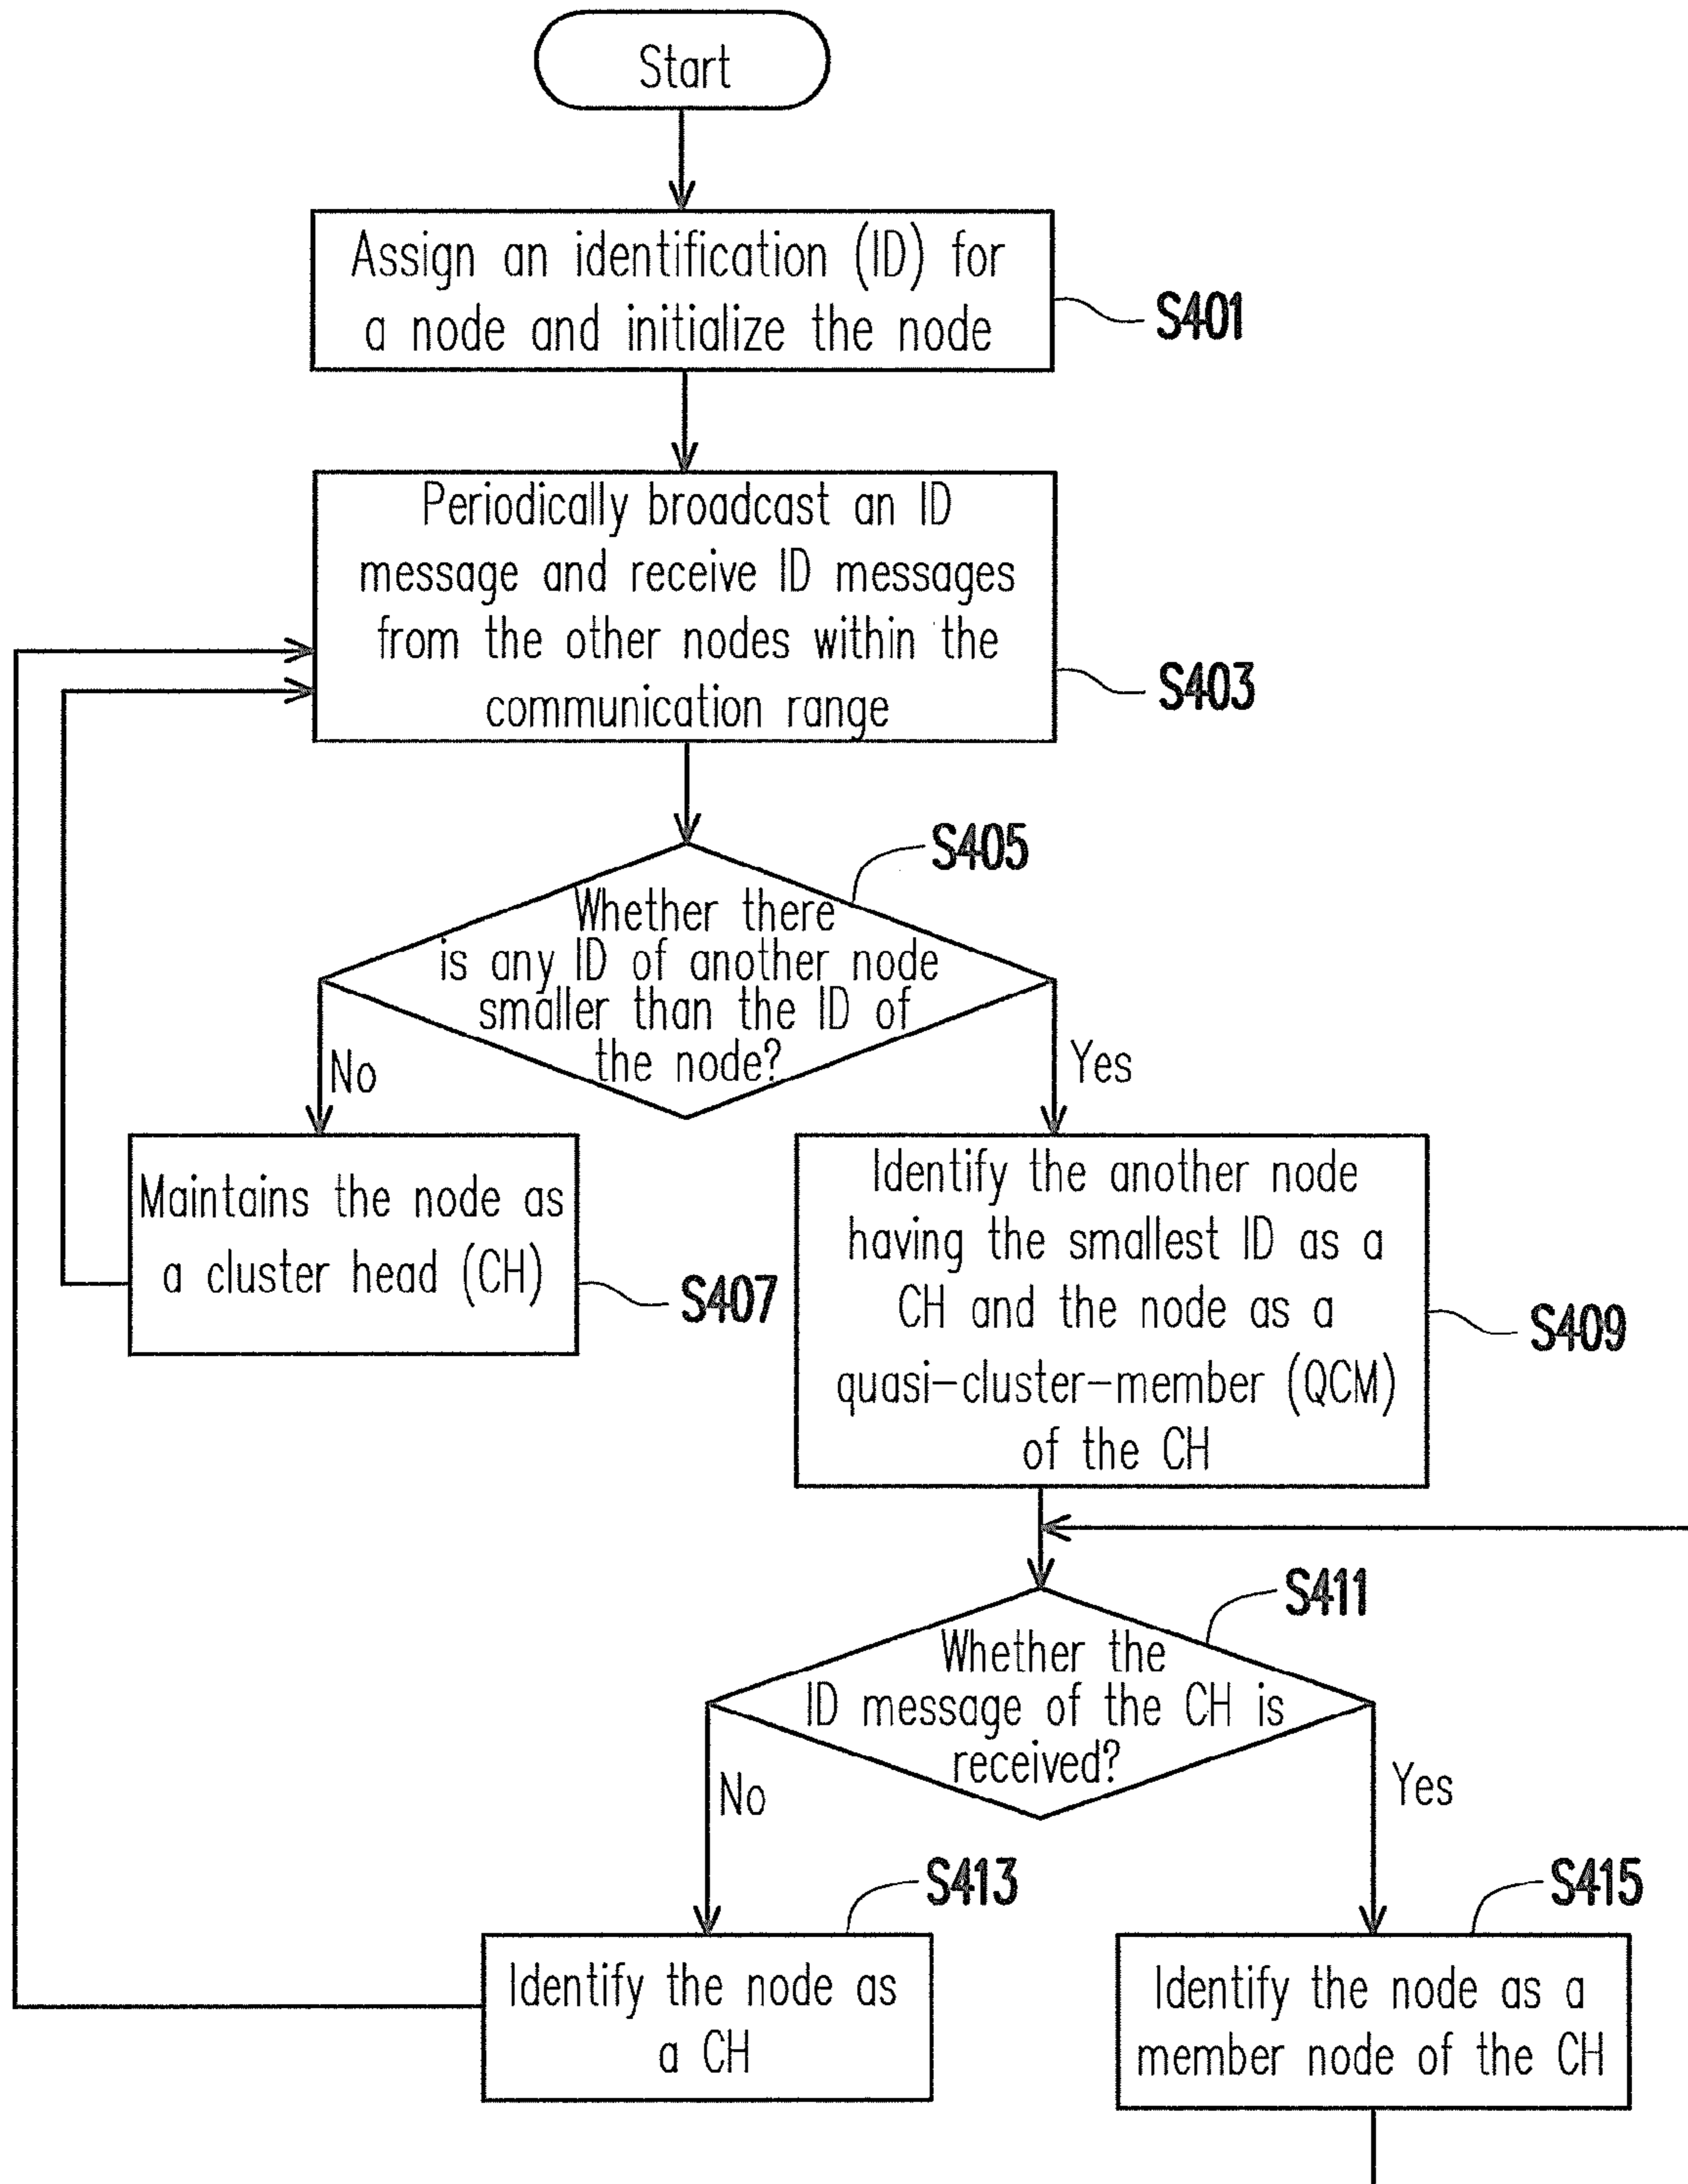 Start
Assign an identification (ID) for
a node and initialize the node
S401
Periodically broadcast an ID
message and receive ID messages
from the other nodes within the
communication range
S403
S405
Whether there
is any ID of another node
smaller than the ID of
the node?
No
Yes
Maintains the node as
a cluster head (CH)
S407
Identify the another node
having the smallest ID as a
CH and the node as a
quasi-cluster-member (QCM)
of the CH
S409
S411
Whether the
ID message of the CH is
received?
No
Yes
S413
S415
Identify the node as
a CH
Identify the node as a
member node of the CH